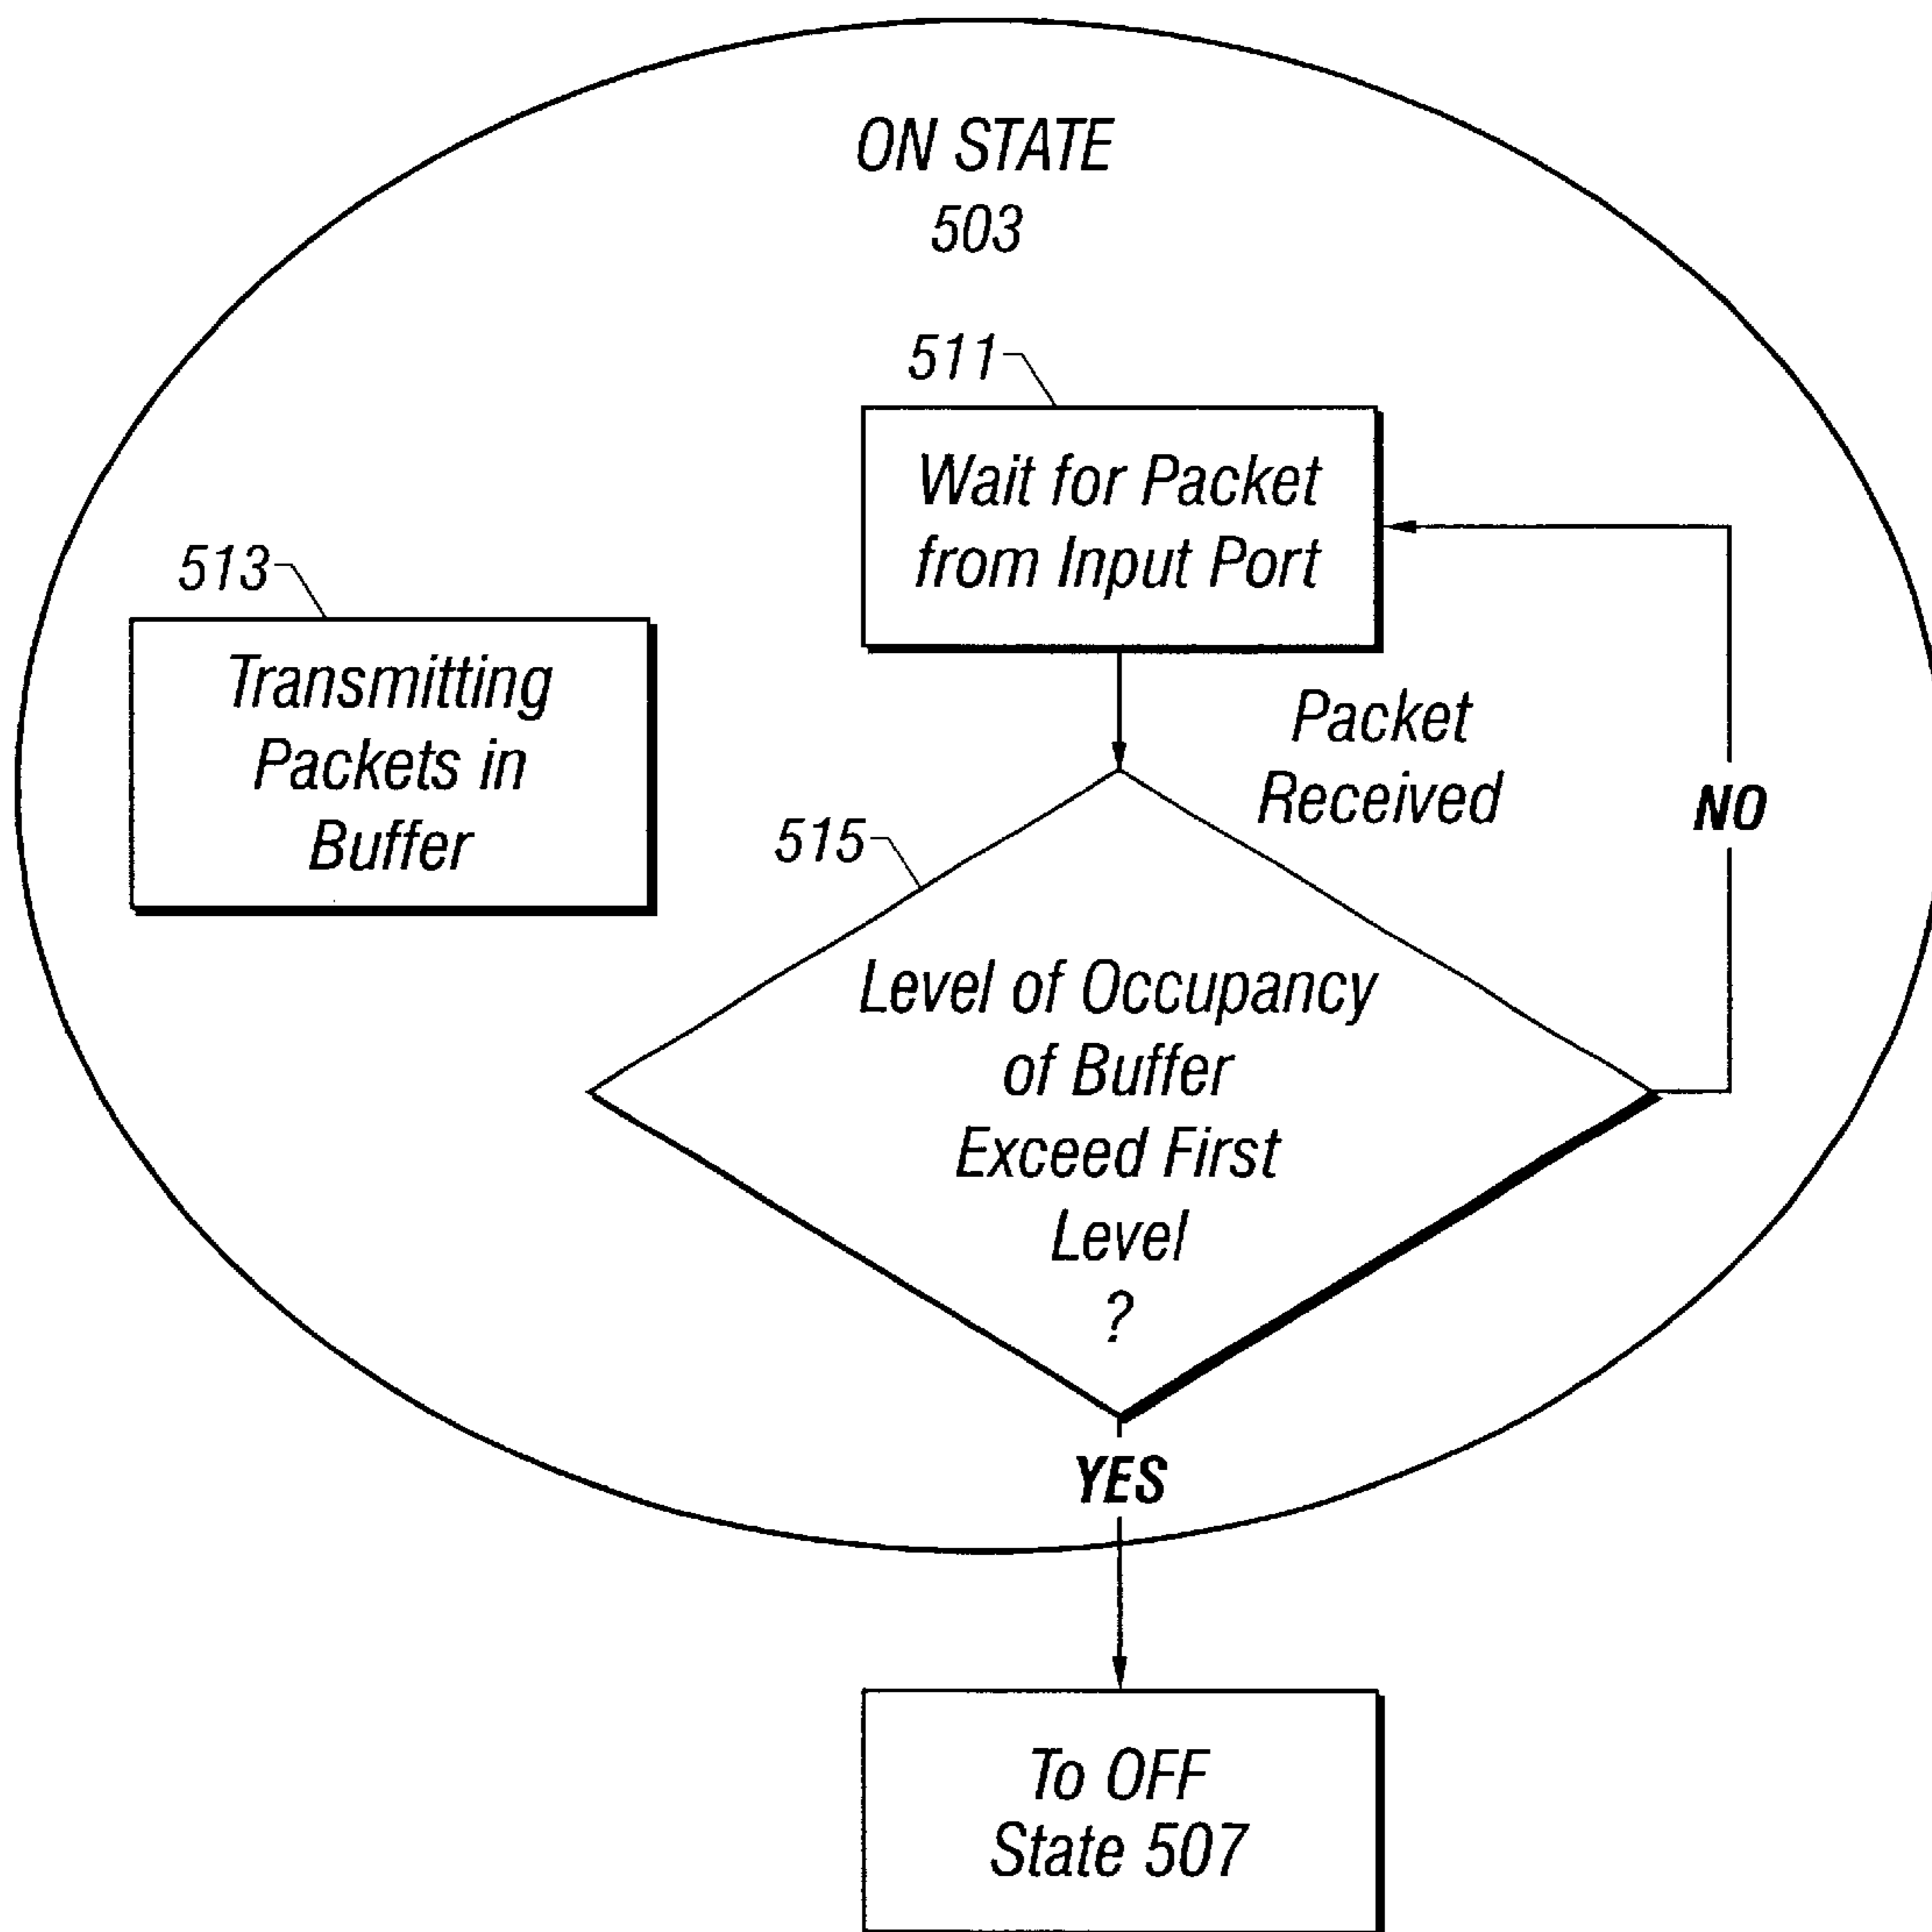 ON STATE
503
511
Wait for Packet
from Input Port
513
Transmitting
Packets in
Buffer
Packet
Received
NO
515
Level of Occupancy
of Buffer
Exceed First
Level
?
YES
To OFF
State 507